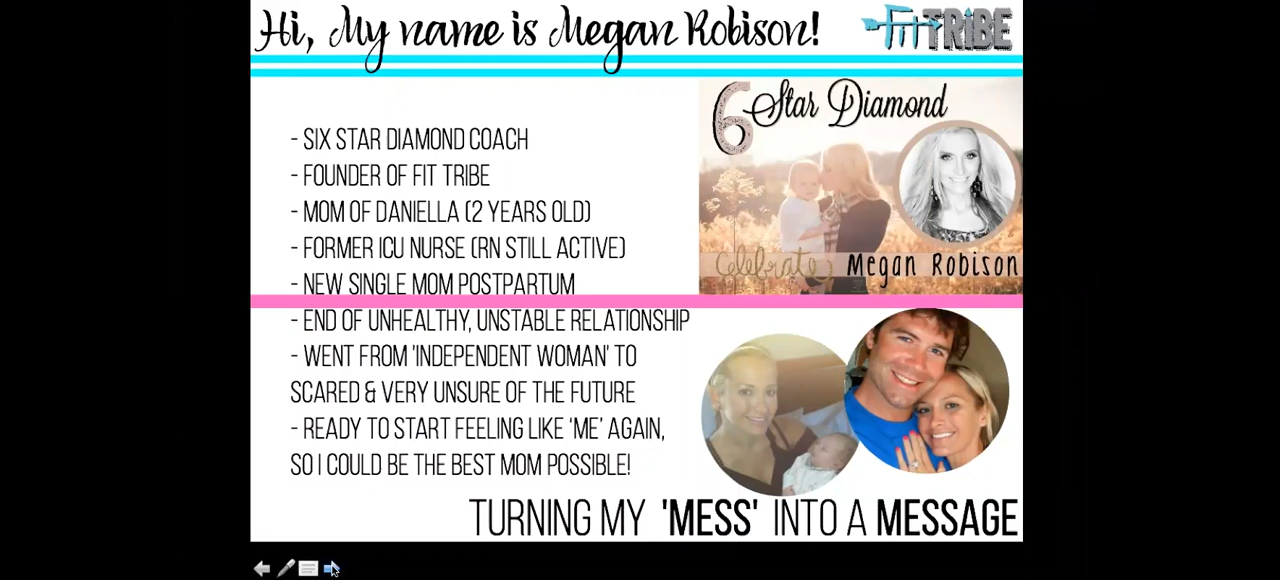 Hi, My name is Megan Robison!
FitTRIBE
6 Star Diamond
- SIX STAR DIAMOND COACH
- FOUNDER OF FIT TRIBE
- MOM OF DANIELLA (2 YEARS OLD)
- FORMER ICU NURSE (RN STILL ACTIVE)
- NEW SINGLE MOM POSTPARTUM
celebrate Megan Robison
- END OF UNHEALTHY, UNSTABLE RELATIONSHIP
- WENT FROM 'INDEPENDENT WOMAN' TO
SCARED & VERY UNSURE OF THE FUTURE
- READY TO START FEELING LIKE 'ME' AGAIN,
SO I COULD BE THE BEST MOM POSSIBLE!
TURNING MY 'MESS' INTO A MESSAGE